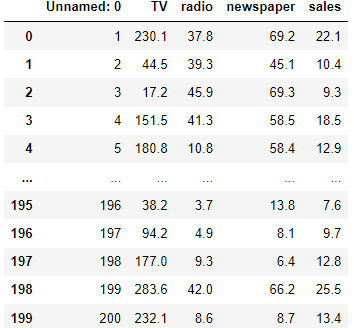 Unnamed: 0 TV radio newspaper sales
0 1 230.1 37.8 69.2 22.1
1 2 44.5 39.3 45.1 10.4
2 3 17.2 45.9 69.3 9.3
3 4 151.5 41.3 58.5 18.5
4 5 180.8 10.8 58.4 12.9
... ... ... ... ... ...
195 196 38.2 3.7 13.8 7.6
196 197 94.2 4.9 8.1 9.7
197 198 177.0 9.3 6.4 12.8
198 199 283.6 42.0 66.2 25.5
199 200 232.1 8.6 8.7 13.4